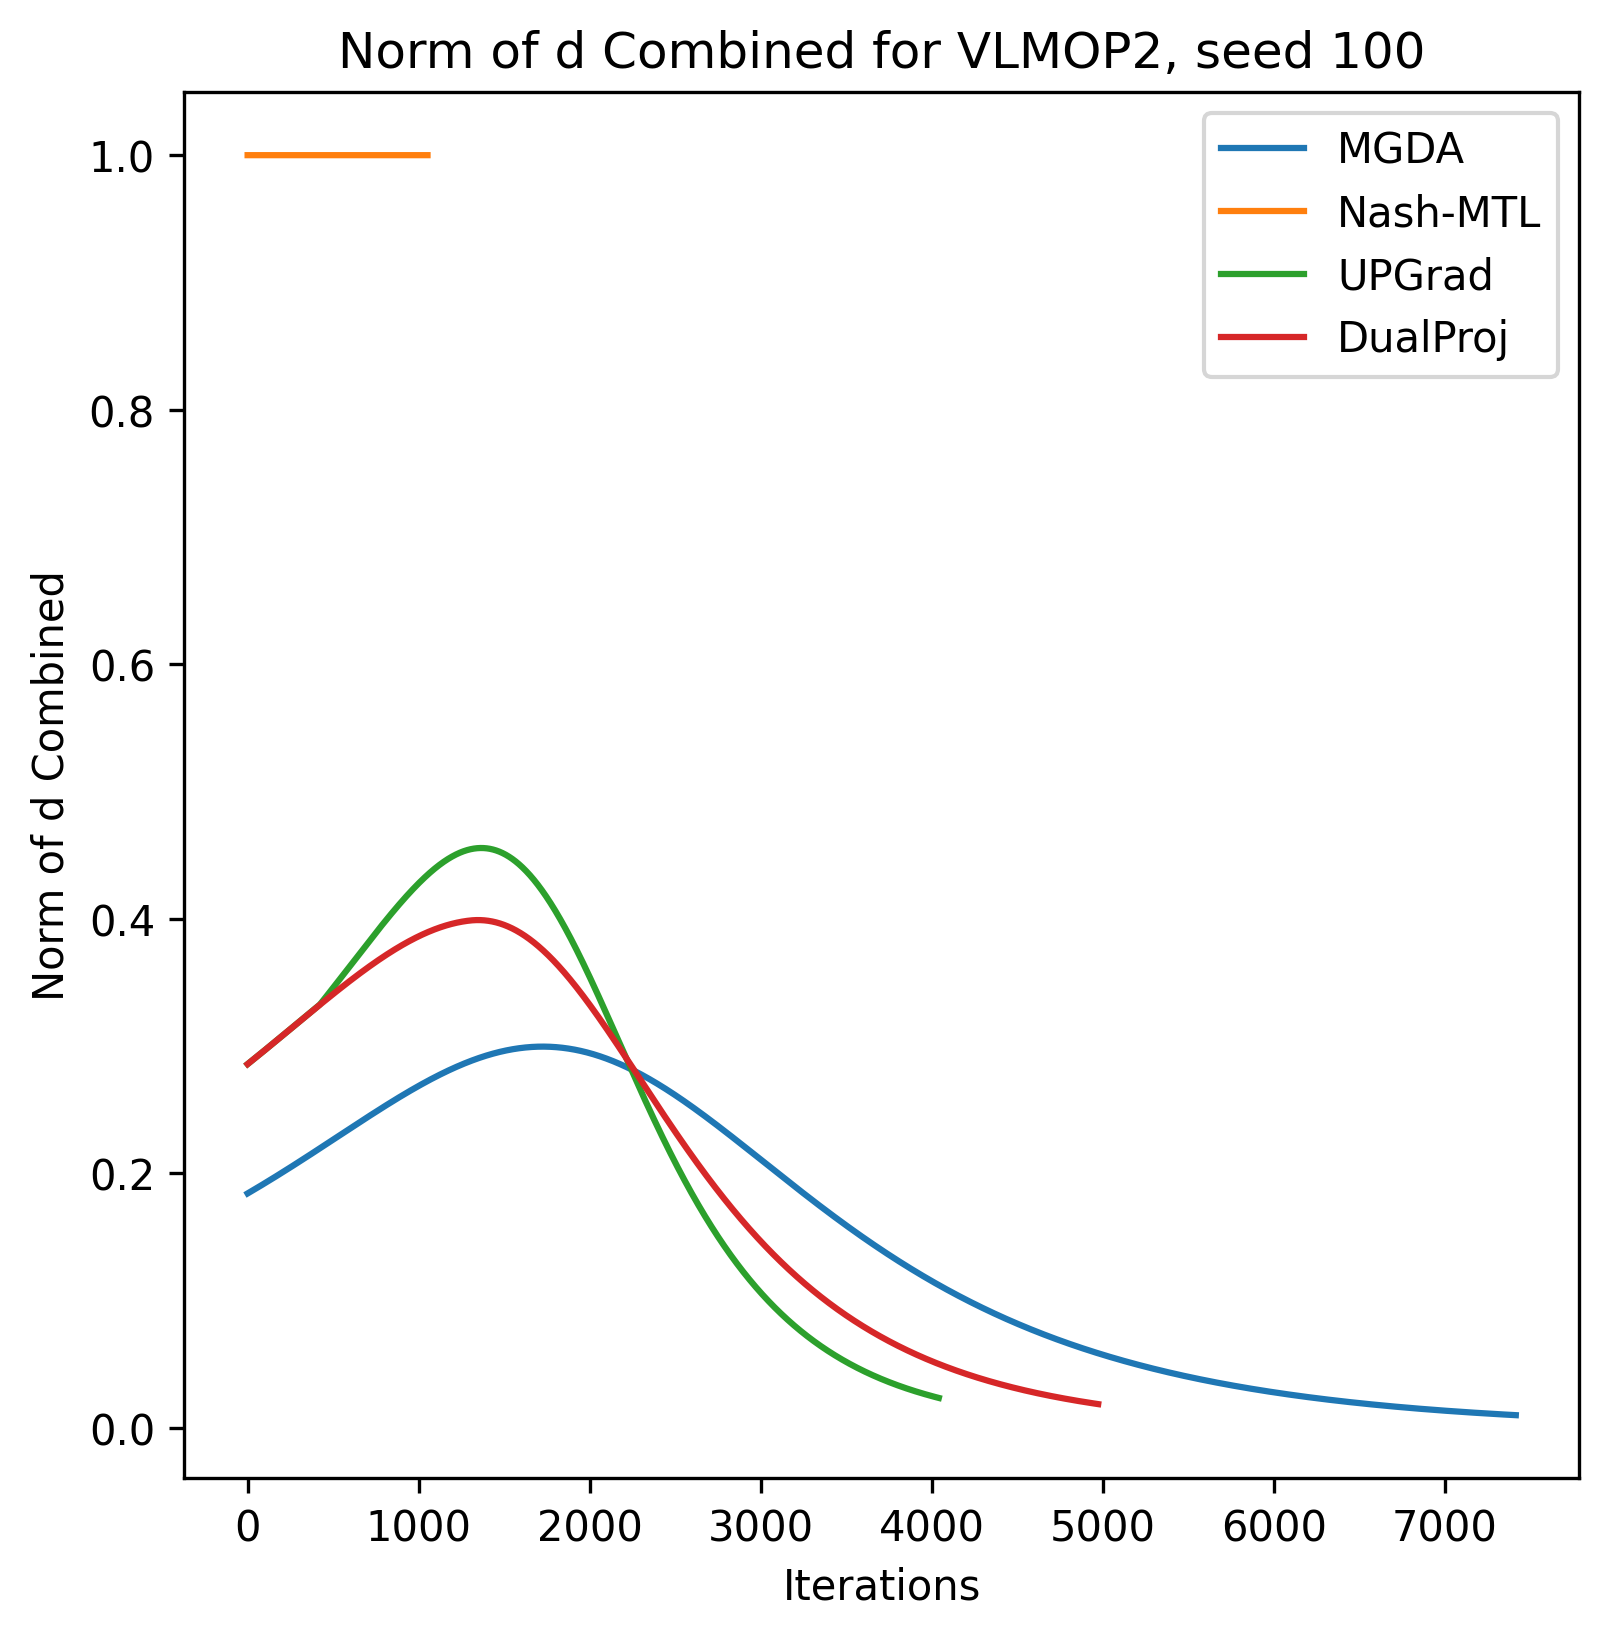 Norm of d Combined for VLMOP2, seed 100
MGDA
Nash-MTL
UPGrad
DualProj
Norm of d Combined
1.0
0.8
0.6
0.4
0.2
0.0
0 1000 2000 3000 4000 5000 6000 7000
Iterations